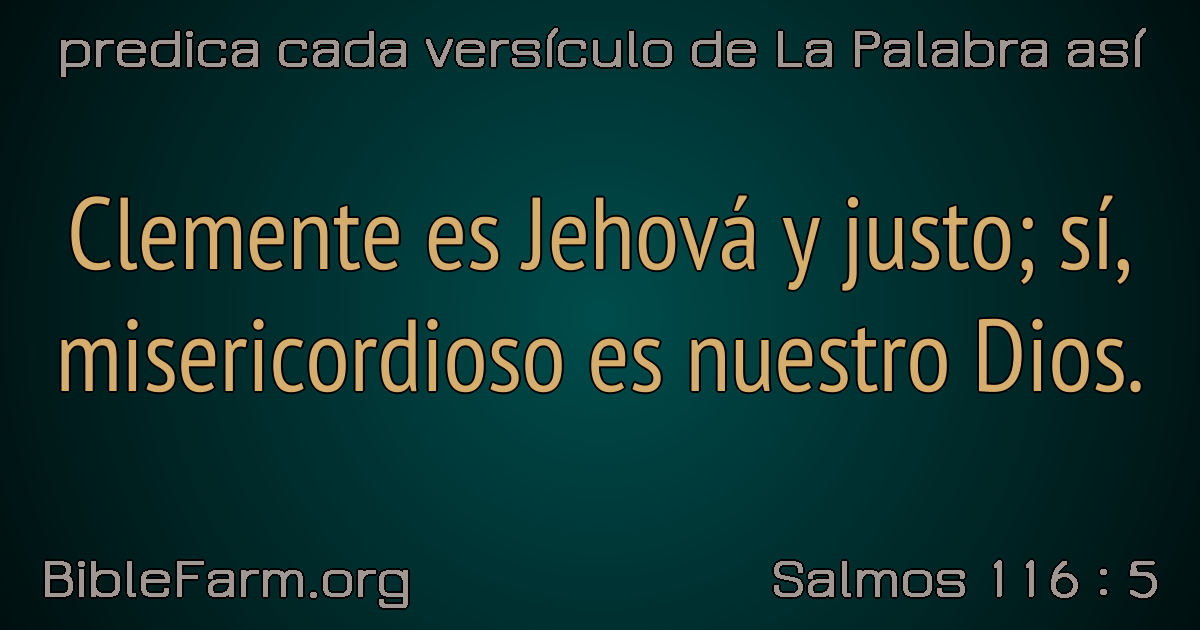 predica cada versículo de La Palabra así
Clemente es Jehová y justo; sí,
misericordioso es nuestro Dios.
BibleFarm.org
Salmos 116 : 5